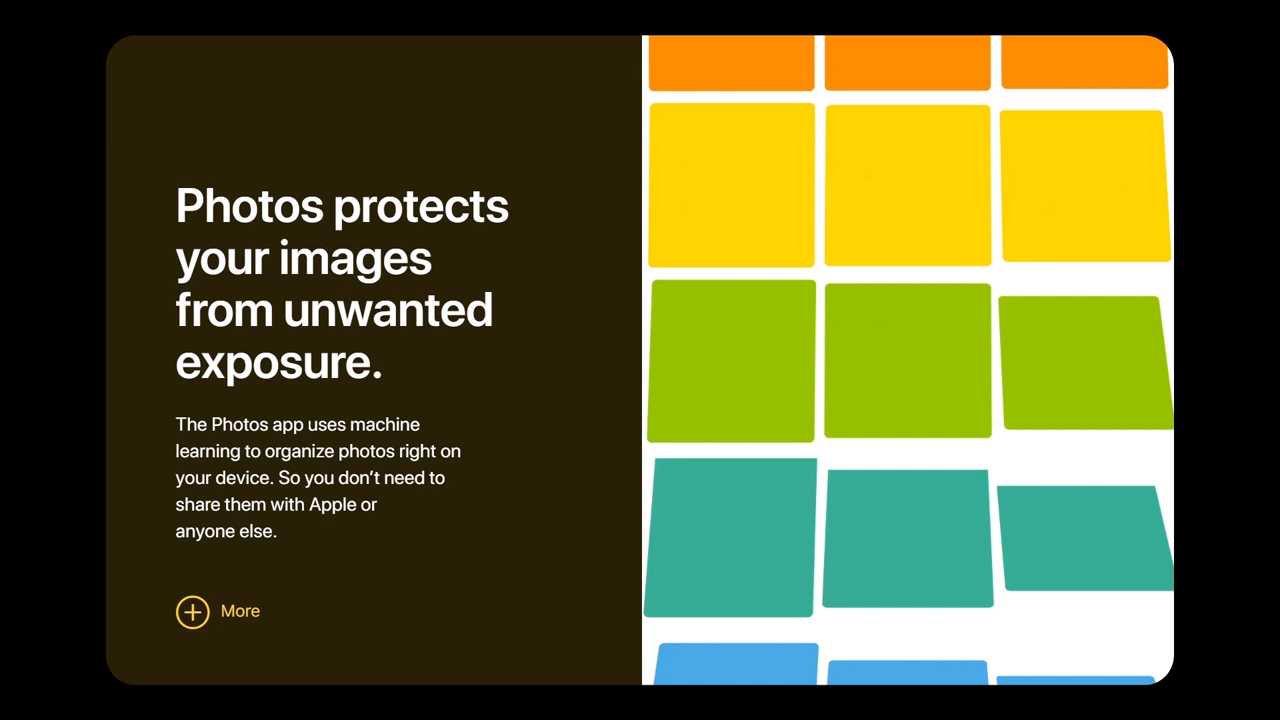 Photos protects
your images
from unwanted
exposure.
The Photos app uses machine
learning to organize photos right on
your device. So you don’t need to
share them with Apple or
anyone else.
More